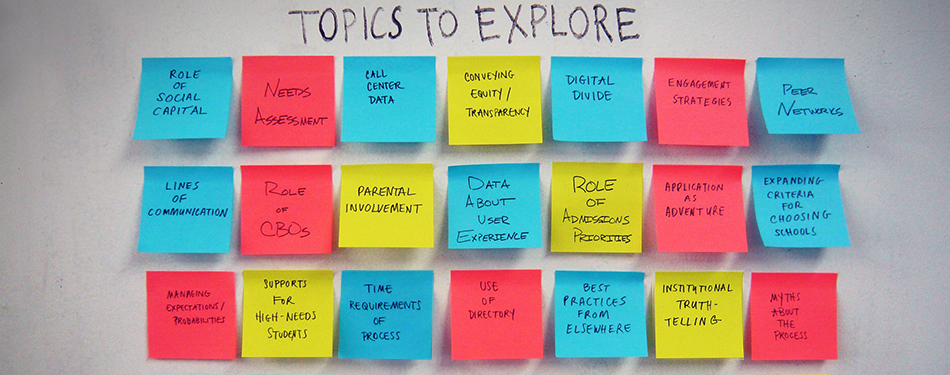 TOPICS TO EXPLORE
ROLE
OF
SOCIAL
CAPITAL
NEEDS
ASSESSMENT
CALL
CENTER
DATA
CONVEYING
EQUITY/
TRANSPARENCY
DIGITAL
DIVIDE
ENGAGEMENT
STRATEGIES
PEER
NETWORKS
LINES
OF
COMMUNICATION
ROLE
OF
CBOS
PARENTAL
INVOLVEMENT
DATA
ABOUT
USER
EXPERIENCE
ROLE
OF
ADMISSIONS
PRIORITIES
APPLICATION
AS
ADVENTURE
EXPANDING
CRITERIA
FOR
CHOOSING
SCHOOLS
MANAGING
EXPECTATIONS/
PROBABILITIES
SUPPORTS
FOR
HIGH-NEEDS
STUDENTS
TIME
REQUIREMENTS
OF
PROCESS
USE
OF
DIRECTORY
BEST
PRACTICES
FROM
ELSEWHERE
INSTITUTIONAL
TRUTH-
TELLING
MYTHS
ABOUT
THE
PROCESS